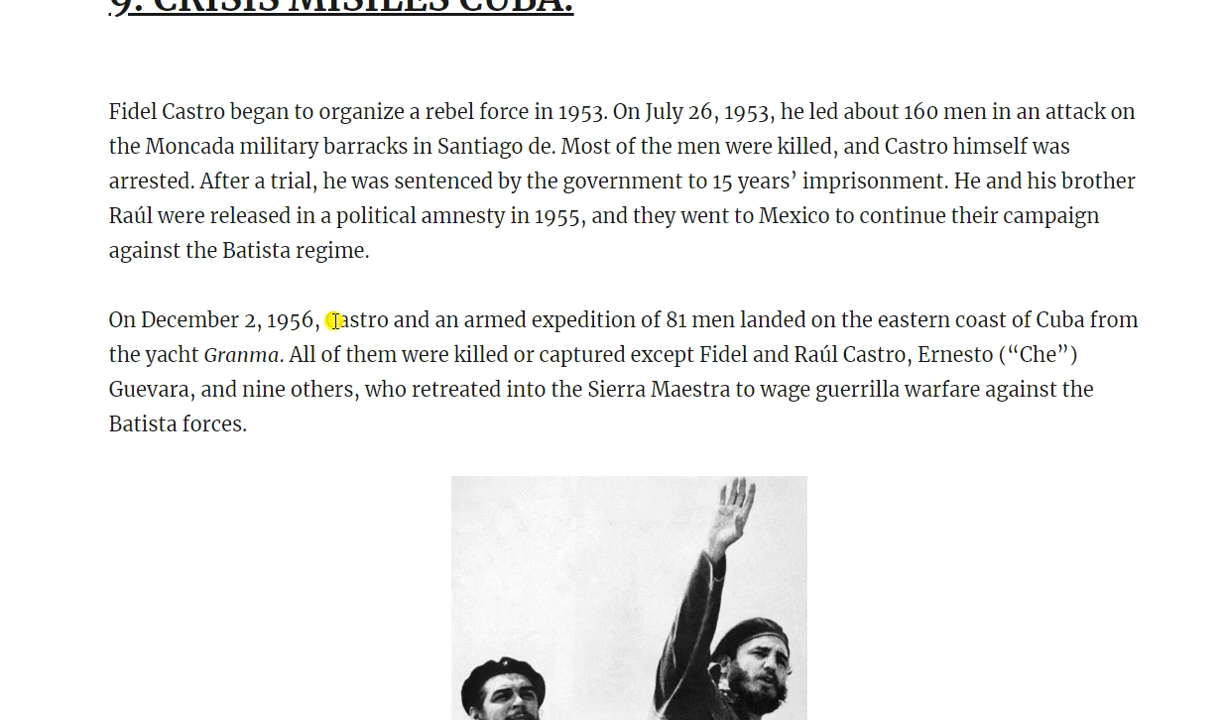 9. CRISIS MISILES CUBA.
Fidel Castro began to organize a rebel force in 1953. On July 26, 1953, he led about 160 men in an attack on
the Moncada military barracks in Santiago de. Most of the men were killed, and Castro himself was
arrested. After a trial, he was sentenced by the government to 15 years’ imprisonment. He and his brother
Raúl were released in a political amnesty in 1955, and they went to Mexico to continue their campaign
against the Batista regime.
On December 2, 1956, Castro and an armed expedition of 81 men landed on the eastern coast of Cuba from
the yacht Granma. All of them were killed or captured except Fidel and Raúl Castro, Ernesto (“Che”)
Guevara, and nine others, who retreated into the Sierra Maestra to wage guerrilla warfare against the
Batista forces.